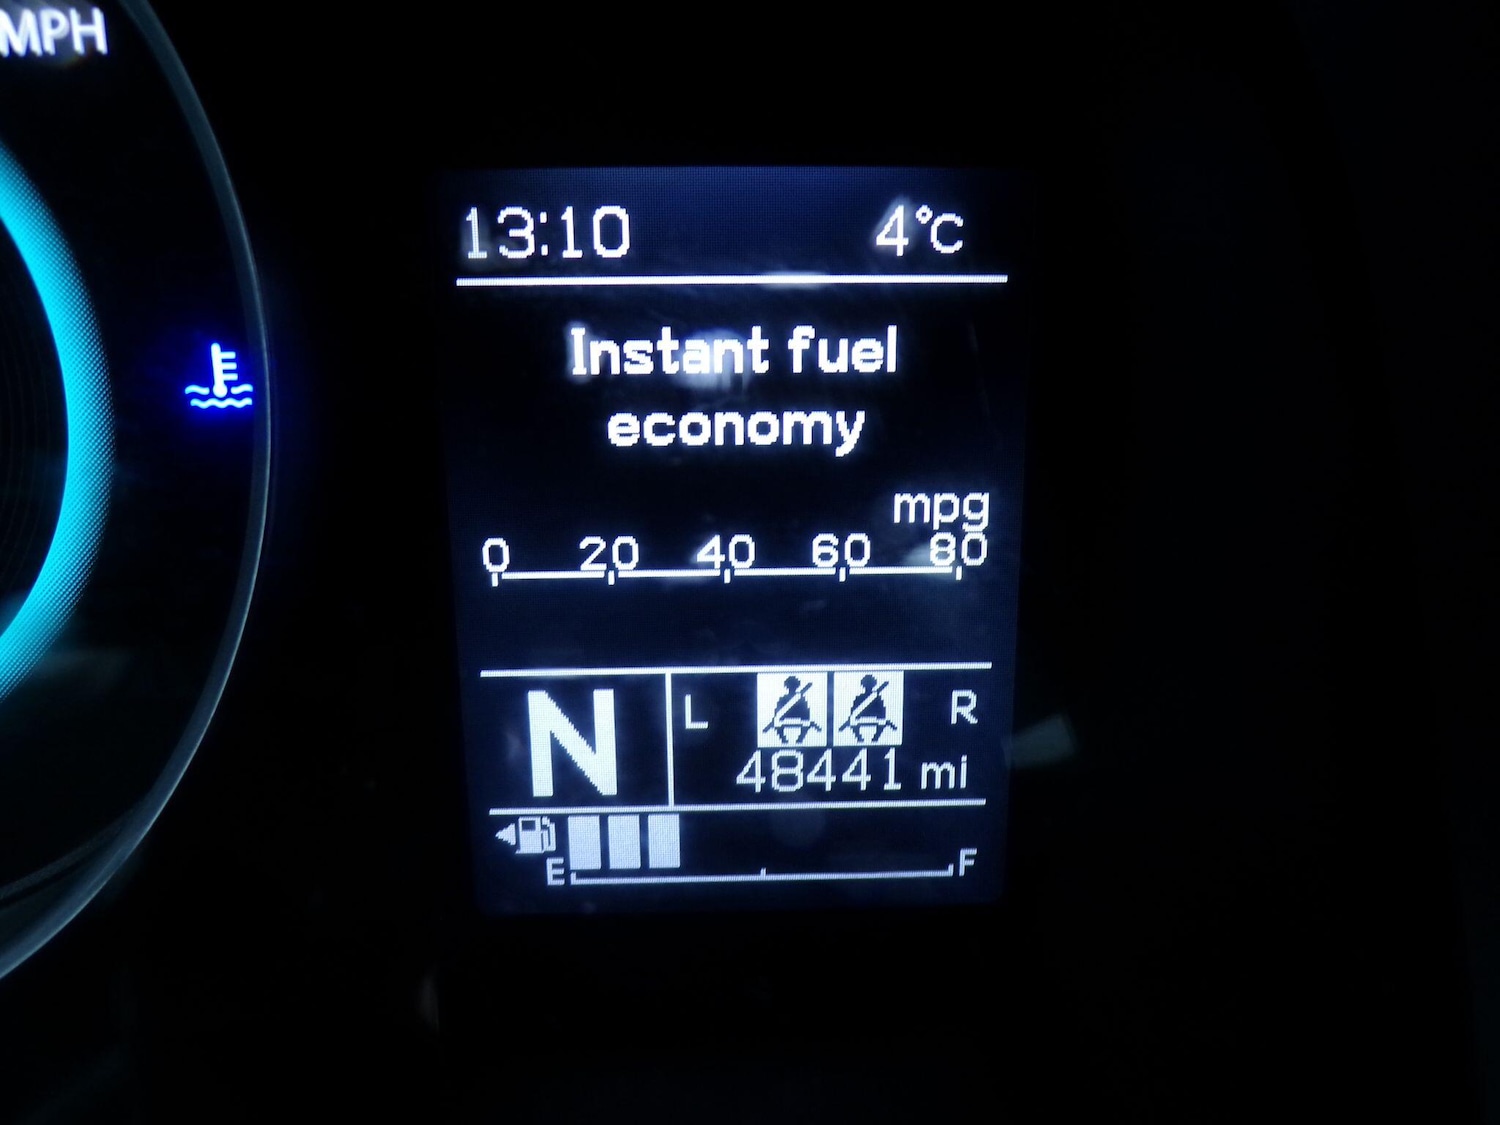 MPH
13:10 4°C
Instant fuel
economy
mpg
0 20 40 60 80
N L R
48441 mi
E F